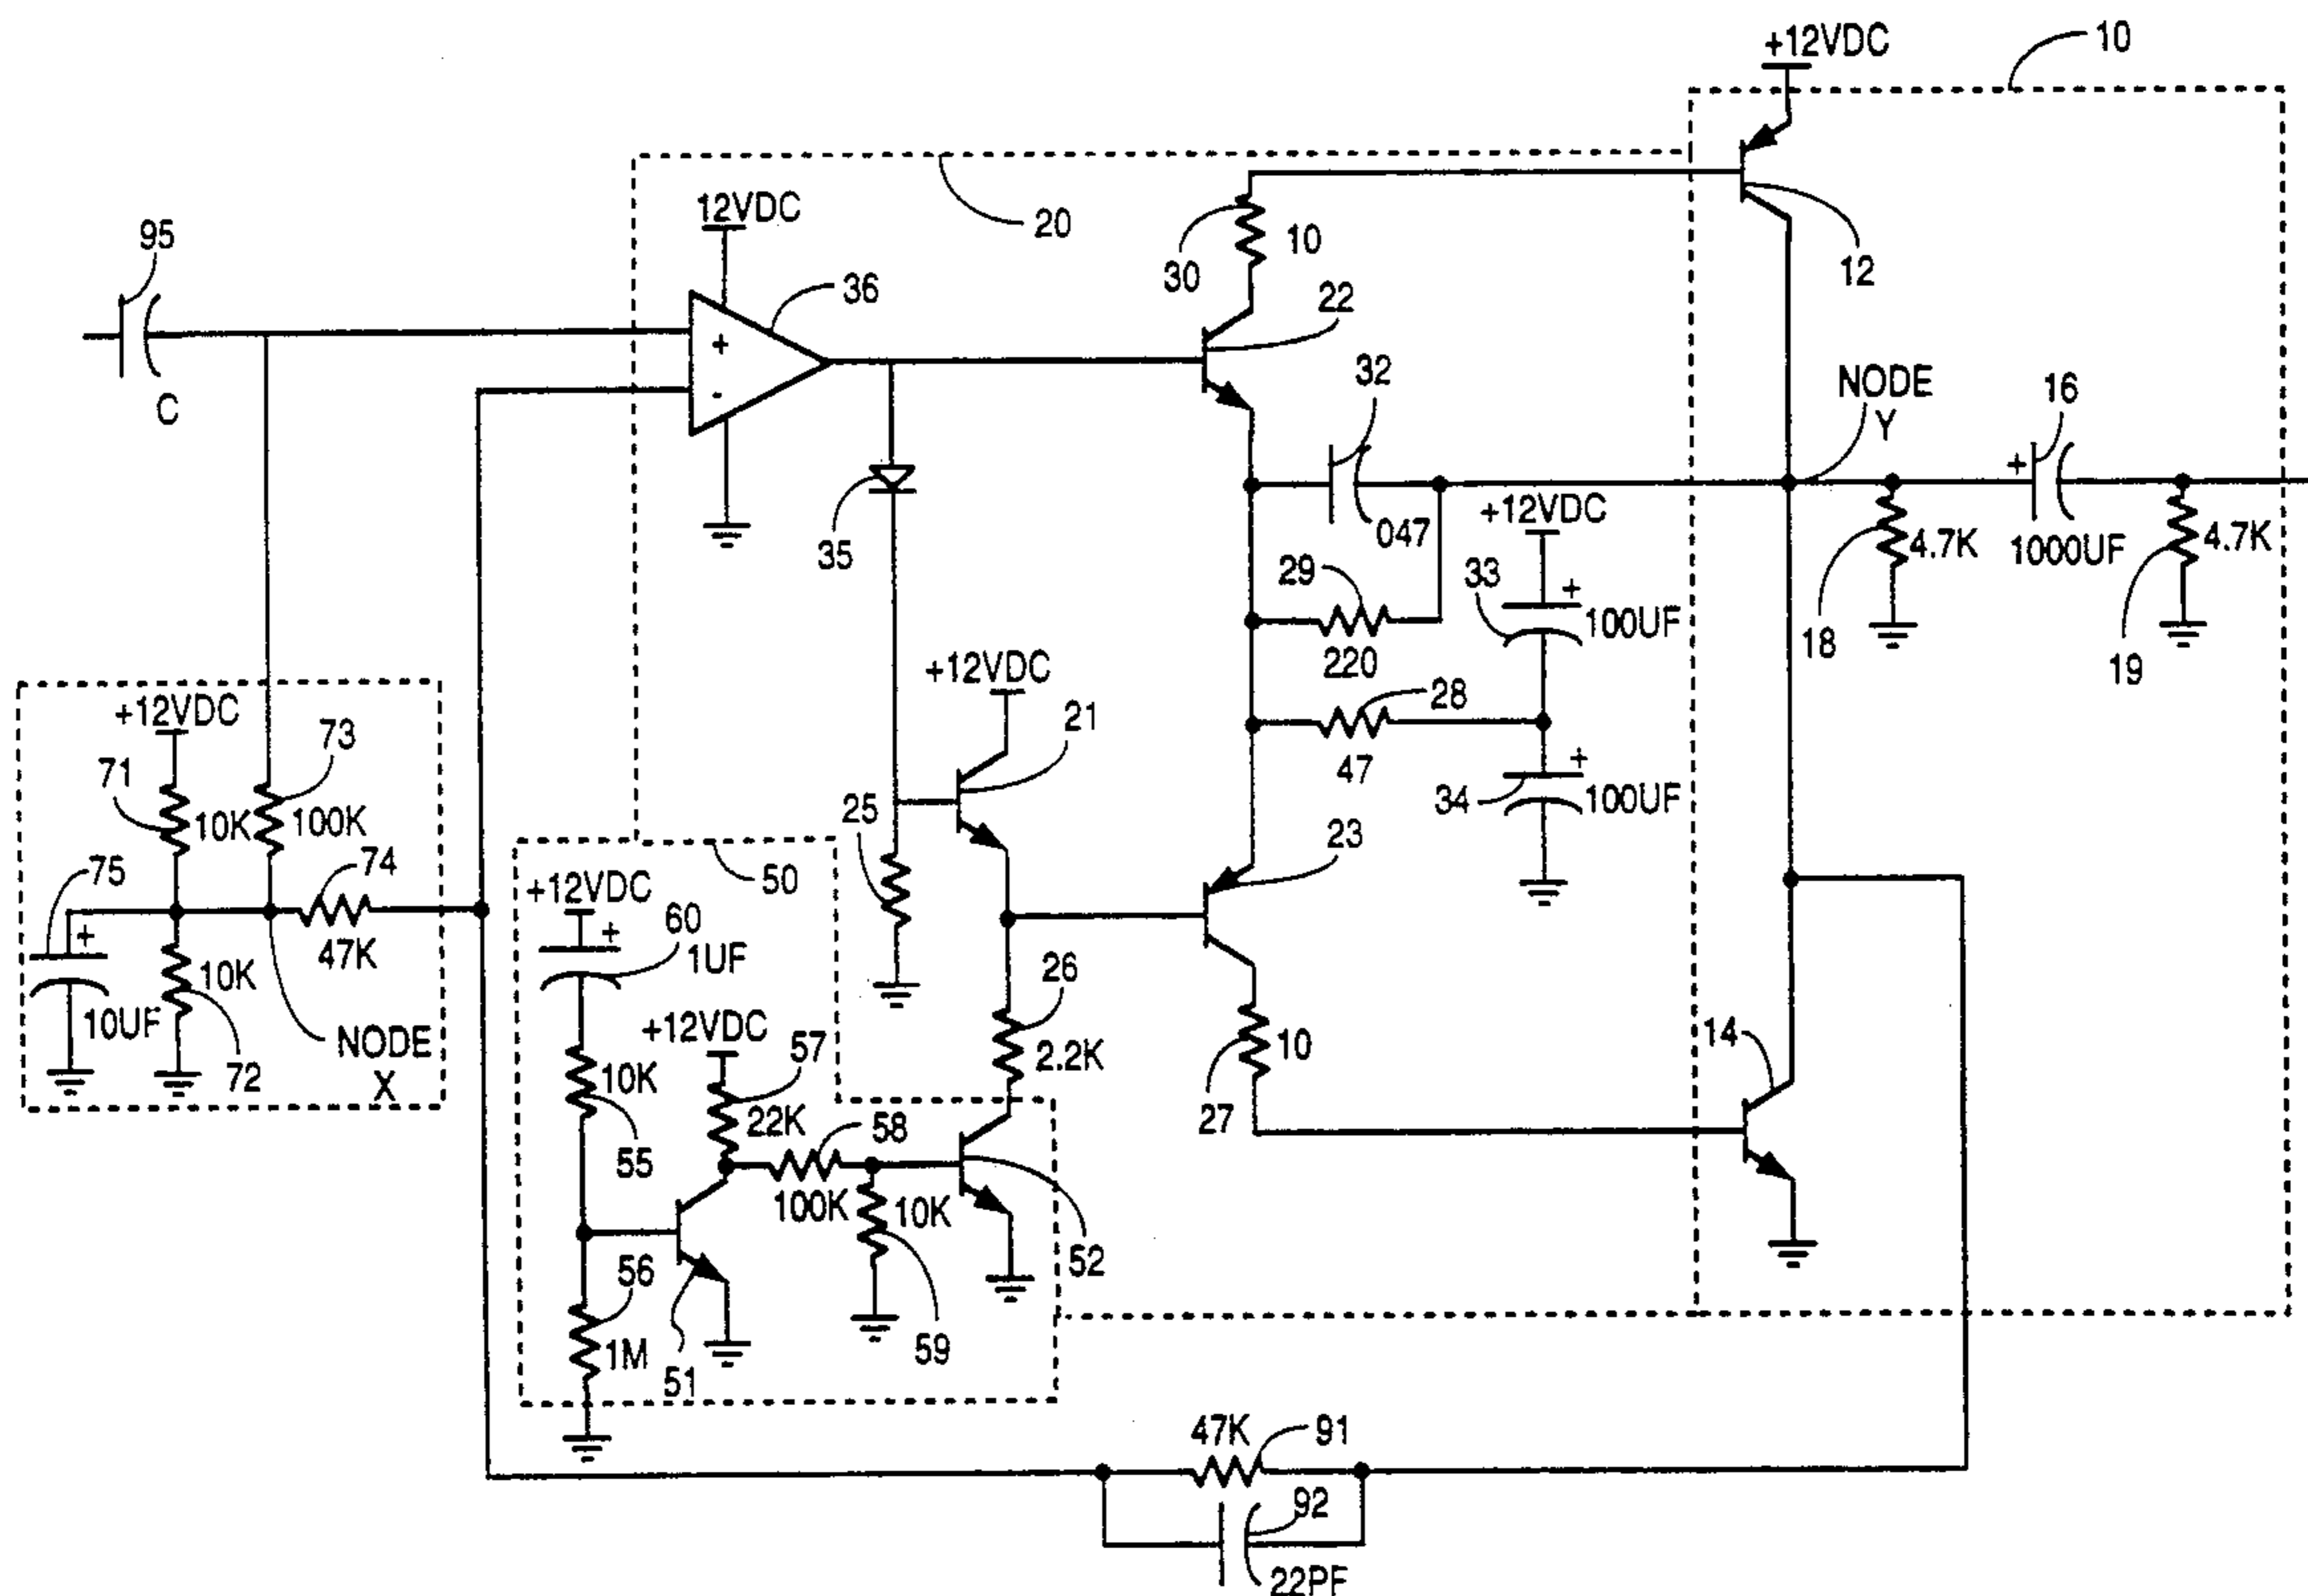 +12VDC
10
95
12VDC
20
36
30
10
12
22
C
+
-
32
NODE
Y
16
+
35
047
+12VDC
29
33
+
100UF
4.7K
1000UF
4.7K
18
19
220
+12VDC
21
28
47
+
34
100UF
+12VDC
73
71
10K
100K
25
23
74
75
50
+12VDC
+
47K
60
+
1UF
10K
26
10UF
NODE
X
72
+12VDC
57
2.2K
10
14
10K
22K
58
27
55
100K
10K
56
52
1M
51
59
47K
91
92
22PF